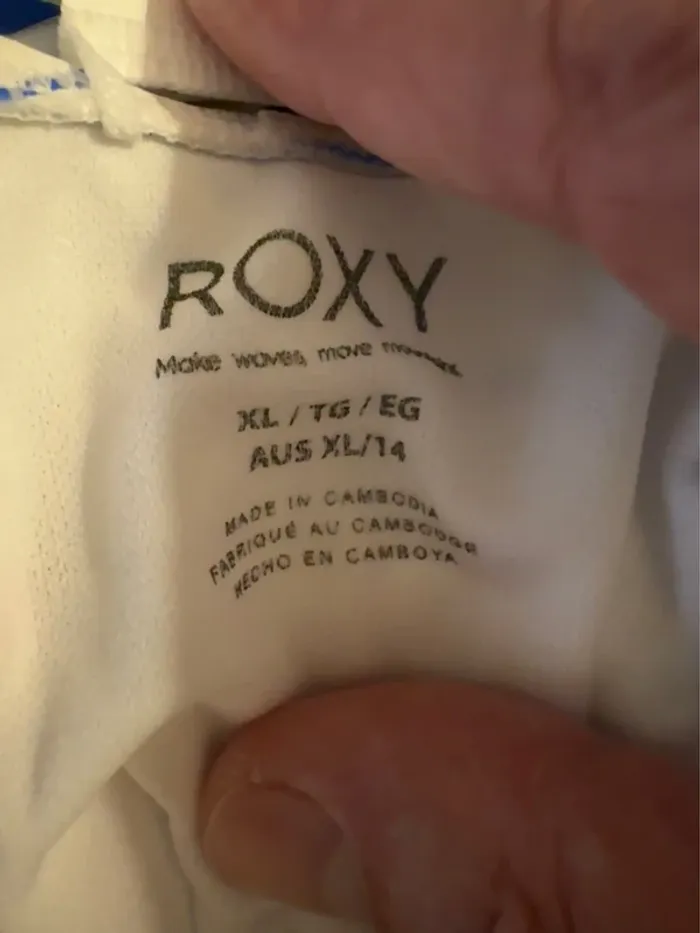 ROXY
Make waves, move mountains.
XL / TG / EG
AUS XL/14
MADE IN CAMBODIA
FABRIQUÉ AU CAMBODGE
HECHO EN CAMBOYA